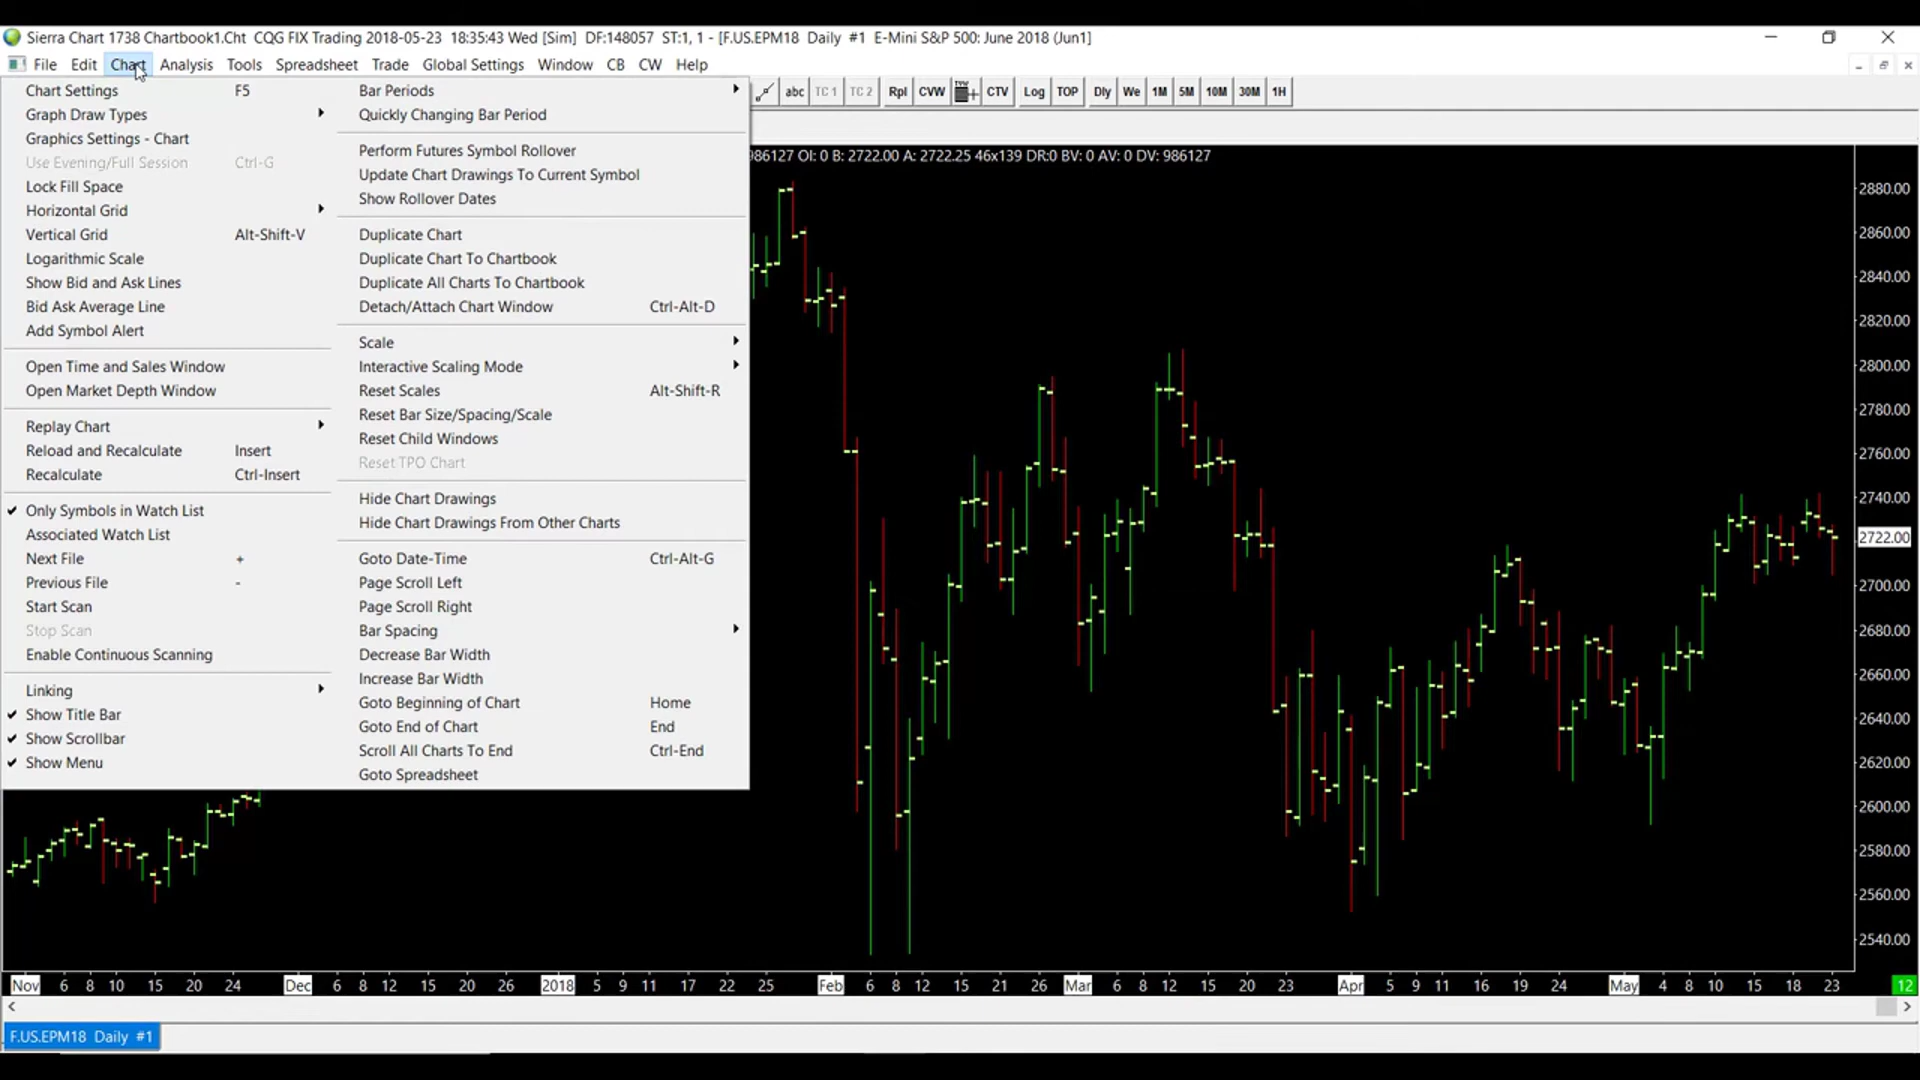 Sierra Chart 1738 Chartbook1.Cht CQG FIX Trading 2018-05-23 18:35:43 Wed [Sim] DF:148057 ST:1, 1 - [F.US.EPM18 Daily #1 E-Mini S&P 500: June 2018 (Jun1]
File Edit Chart Analysis Tools Spreadsheet Trade Global Settings Window CB CW Help
abc TC 1 TC 2 Rpl CVW CTV Log TOP Dly We 1M 5M 10M 30M 1H
986127 OI: 0 B: 2722.00 A: 2722.25 46x139 DR:0 BV: 0 AV: 0 DV: 986127
Chart Settings F5
Graph Draw Types
Graphics Settings - Chart
Use Evening/Full Session Ctrl-G
Lock Fill Space
Horizontal Grid
Vertical Grid Alt-Shift-V
Logarithmic Scale
Show Bid and Ask Lines
Bid Ask Average Line
Add Symbol Alert
Open Time and Sales Window
Open Market Depth Window
Replay Chart
Reload and Recalculate Insert
Recalculate Ctrl-Insert
Only Symbols in Watch List
Associated Watch List
Next File +
Previous File -
Start Scan
Stop Scan
Enable Continuous Scanning
Linking
Show Title Bar
Show Scrollbar
Show Menu
Bar Periods
Quickly Changing Bar Period
Perform Futures Symbol Rollover
Update Chart Drawings To Current Symbol
Show Rollover Dates
Duplicate Chart
Duplicate Chart To Chartbook
Duplicate All Charts To Chartbook
Detach/Attach Chart Window Ctrl-Alt-D
Scale
Interactive Scaling Mode
Reset Scales Alt-Shift-R
Reset Bar Size/Spacing/Scale
Reset Child Windows
Reset TPO Chart
Hide Chart Drawings
Hide Chart Drawings From Other Charts
Goto Date-Time Ctrl-Alt-G
Page Scroll Left
Page Scroll Right
Bar Spacing
Decrease Bar Width
Increase Bar Width
Goto Beginning of Chart Home
Goto End of Chart End
Scroll All Charts To End Ctrl-End
Goto Spreadsheet
2880.00
2860.00
2840.00
2820.00
2800.00
2780.00
2760.00
2740.00
2722.00
2700.00
2680.00
2660.00
2640.00
2620.00
2600.00
2580.00
2560.00
2540.00
Nov 6 8 10 15 20 24 Dec 6 8 12 15 20 26 2018 5 9 11 17 22 25 Feb 6 8 12 15 21 26 Mar 6 8 12 15 20 23 Apr 5 9 11 16 19 24 May 4 8 10 15 18 23 12
F.US.EPM18 Daily #1